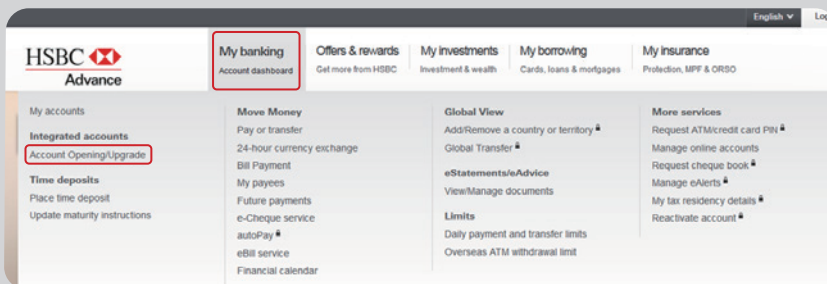 English
Log
HSBC
Advance
My banking
Account dashboard
Offers & rewards
Get more from HSBC
My investments
Investment & wealth
My borrowing
Cards, loans & mortgages
My insurance
Protection, MPF & ORSO
My accounts
Integrated accounts
Account Opening/Upgrade
Time deposits
Place time deposit
Update maturity instructions
Move Money
Pay or transfer
24-hour currency exchange
Bill Payment
My payees
Future payments
e-Cheque service
autoPay
eBill service
Financial calendar
Global View
Add/Remove a country or territory
Global Transfer
eStatements/eAdvice
View/Manage documents
Limits
Daily payment and transfer limits
Overseas ATM withdrawal limit
More services
Request ATM/credit card PIN
Manage online accounts
Request cheque book
Manage eAlerts
My tax residency details
Reactivate account